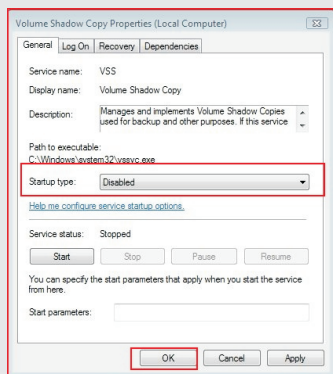 Volume Shadow Copy Properties (Local Computer)
General Log On Recovery Dependencies
Service name: VSS
Display name: Volume Shadow Copy
Description: Manages and implements Volume Shadow Copies
used for backup and other purposes. If this service
Path to executable:
C:\Windows\system32\vssvc.exe
Startup type: Disabled
Help me configure service startup options.
Service status: Stopped
Start Stop Pause Resume
You can specify the start parameters that apply when you start the service
from here.
Start parameters:
OK Cancel Apply